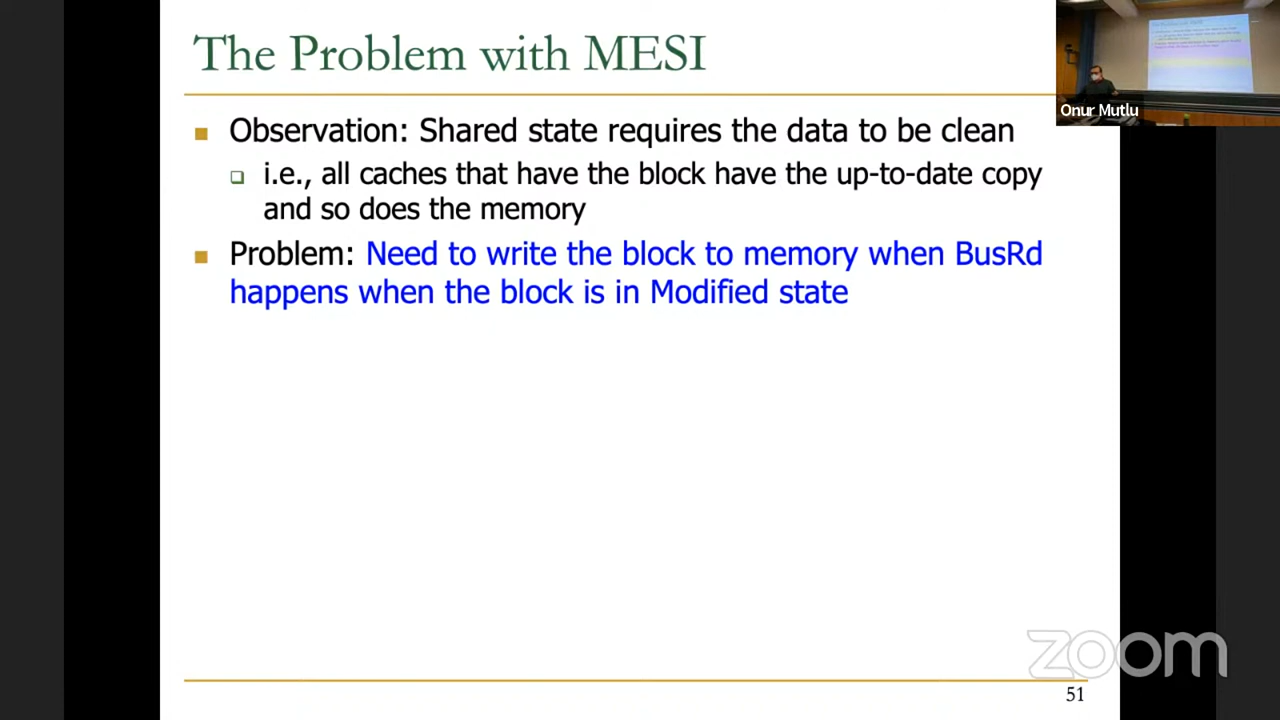 The Problem with MESI
Onur Mutlu
Observation: Shared state requires the data to be clean
i.e., all caches that have the block have the up-to-date copy
and so does the memory
Problem: Need to write the block to memory when BusRd
happens when the block is in Modified state
zoom
51